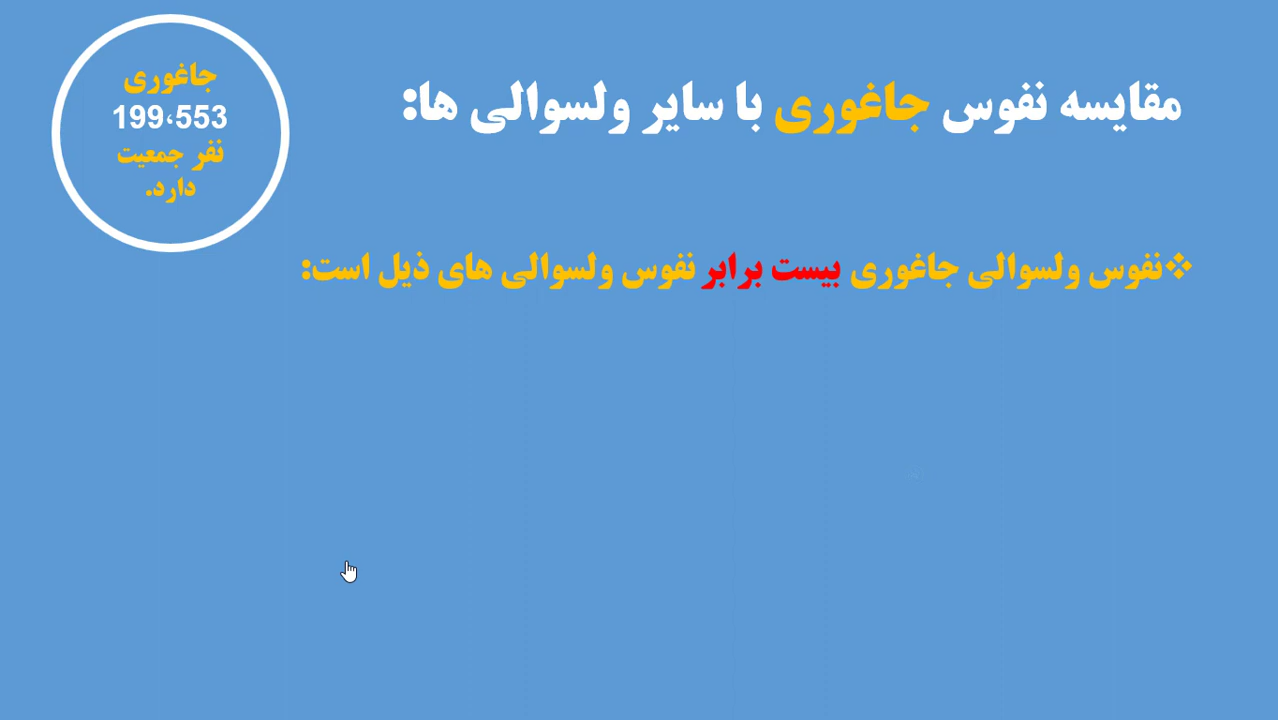 مقایسه نفوس جاغوری با سایر ولسوالی ها:
جاغوری
199،553
نفر جمعیت
دارد.
❖نفوس ولسوالی جاغوری بیست برابر نفوس ولسوالی های ذیل است: